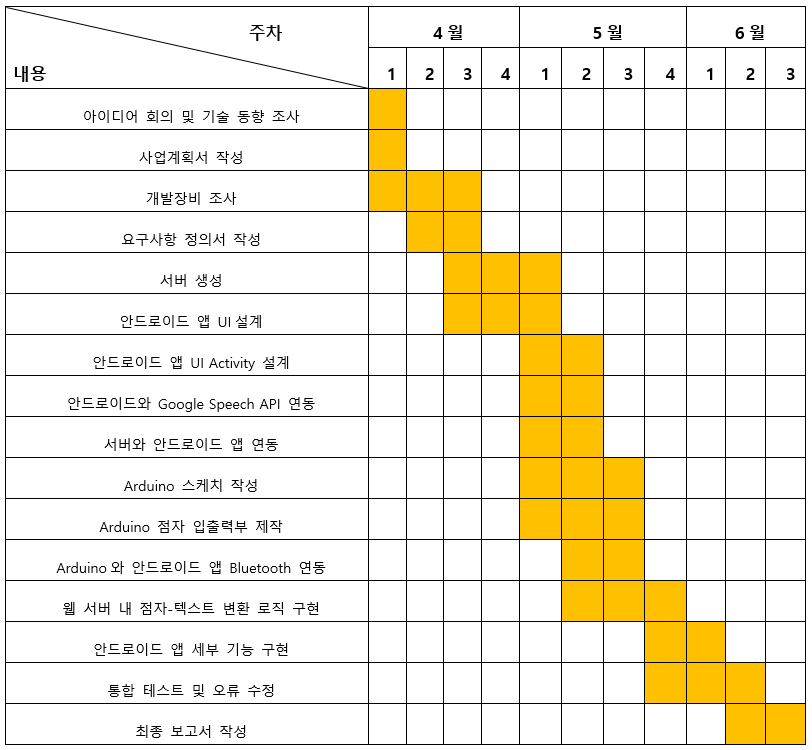 주차
4월 5월 6월
내용
1 2 3 4 1 2 3 4 1 2 3
아이디어 회의 및 기술 동향 조사
사업계획서 작성
개발장비 조사
요구사항 정의서 작성
서버 생성
안드로이드 앱 UI 설계
안드로이드 앱 UI Activity 설계
안드로이드와 Google Speech API 연동
서버와 안드로이드 앱 연동
Arduino 스케치 작성
Arduino 점자 입출력부 제작
Arduino와 안드로이드 앱 Bluetooth 연동
웹 서버 내 점자-텍스트 변환 로직 구현
안드로이드 앱 세부 기능 구현
통합 테스트 및 오류 수정
최종 보고서 작성